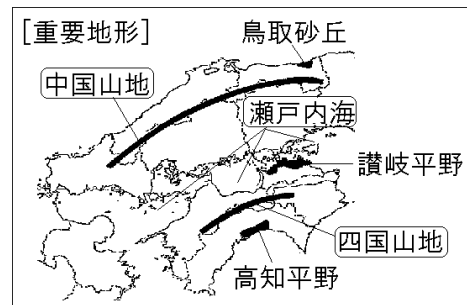 [重要地形]
鳥取砂丘
中国山地
瀬戸内海
讃岐平野
四国山地
高知平野